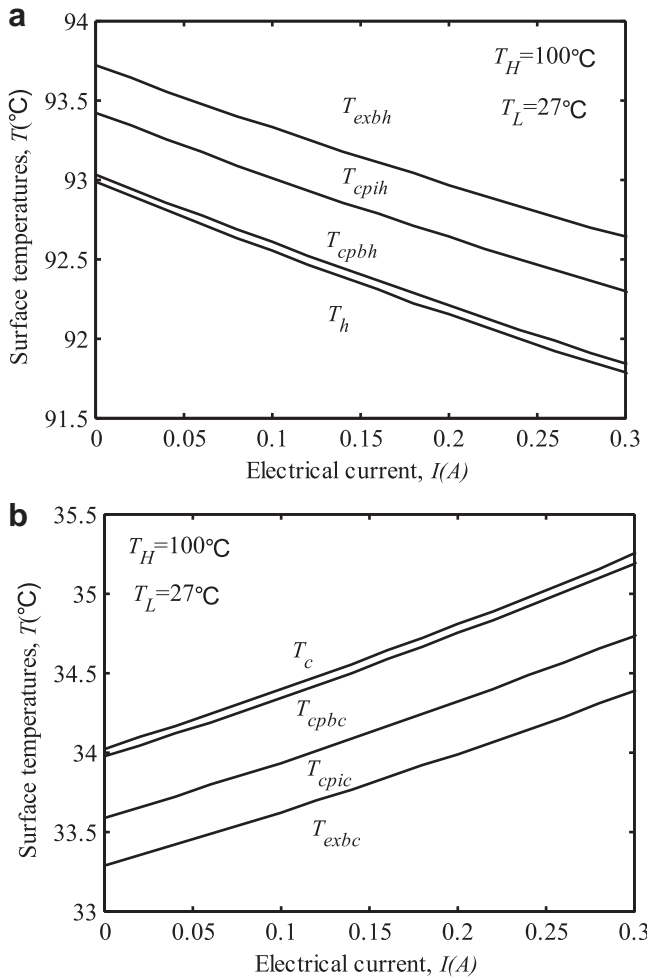 a
94
93.5
93
92.5
92
91.5
Surface temperatures, T(°C)
T_H=100°C
T_L=27°C
T_exbh
T_cpih
T_cpbh
T_h
0 0.05 0.1 0.15 0.2 0.25 0.3
Electrical current, I(A)
b
35.5
35
34.5
34
33.5
33
Surface temperatures, T(°C)
T_H=100°C
T_L=27°C
T_c
T_cpbc
T_cpic
T_exbc
0 0.05 0.1 0.15 0.2 0.25 0.3
Electrical current, I(A)